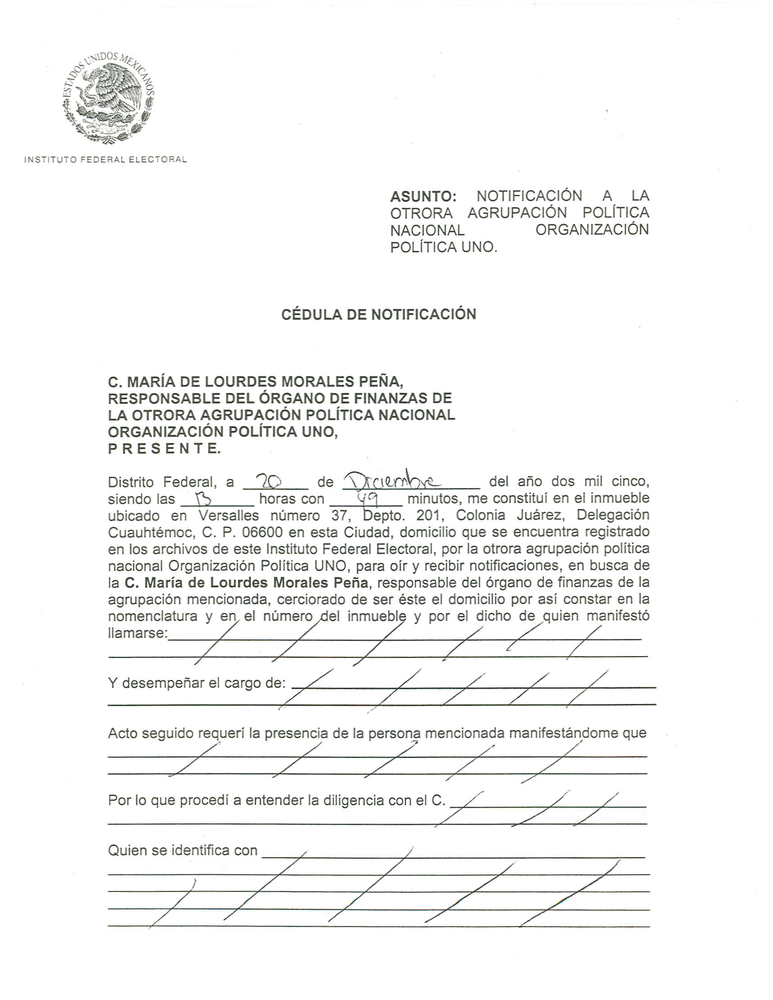 ESTADOS UNIDOS MEXICANOS
INSTITUTO FEDERAL ELECTORAL
ASUNTO: NOTIFICACIÓN A LA
OTRORA AGRUPACIÓN POLÍTICA
NACIONAL ORGANIZACIÓN
POLÍTICA UNO.
CÉDULA DE NOTIFICACIÓN
C. MARÍA DE LOURDES MORALES PEÑA,
RESPONSABLE DEL ÓRGANO DE FINANZAS DE
LA OTRORA AGRUPACIÓN POLÍTICA NACIONAL
ORGANIZACIÓN POLÍTICA UNO,
P R E S E N T E.
Distrito Federal, a 20 de Diciembre del año dos mil cinco,
siendo las 13 horas con 49 minutos, me constituí en el inmueble
ubicado en Versalles número 37, Depto. 201, Colonia Juárez, Delegación
Cuauhtémoc, C. P. 06600 en esta Ciudad, domicilio que se encuentra registrado
en los archivos de este Instituto Federal Electoral, por la otrora agrupación política
nacional Organización Política UNO, para oír y recibir notificaciones, en busca de
la C. María de Lourdes Morales Peña, responsable del órgano de finanzas de la
agrupación mencionada, cerciorado de ser éste el domicilio por así constar en la
nomenclatura y en el número del inmueble y por el dicho de quien manifestó
llamarse:
Y desempeñar el cargo de:
Acto seguido requerí la presencia de la persona mencionada manifestándome que
Por lo que procedí a entender la diligencia con el C.
Quien se identifica con